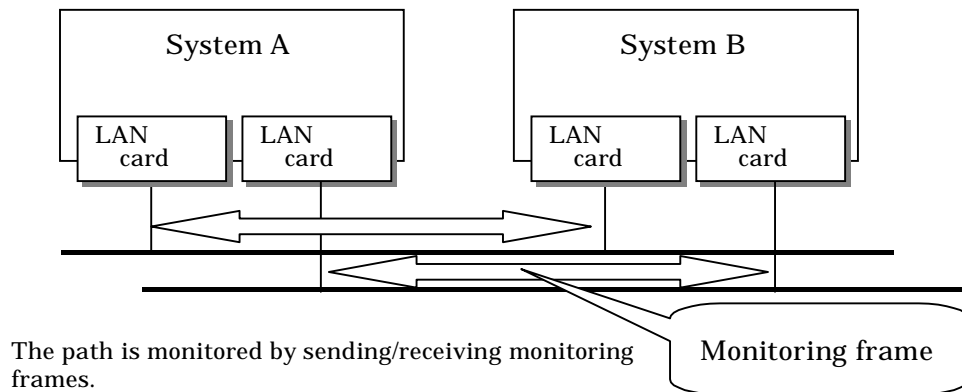 System A
System B
LAN
card
LAN
card
LAN
card
LAN
card
The path is monitored by sending/receiving monitoring
frames.
Monitoring frame